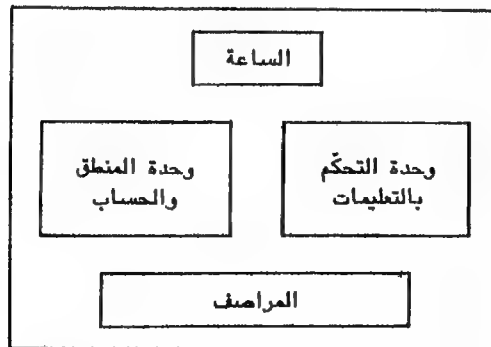 الساعة
وحدة التحكّم
بالتعليمات
وحدة المنطق
والحساب
المراصف